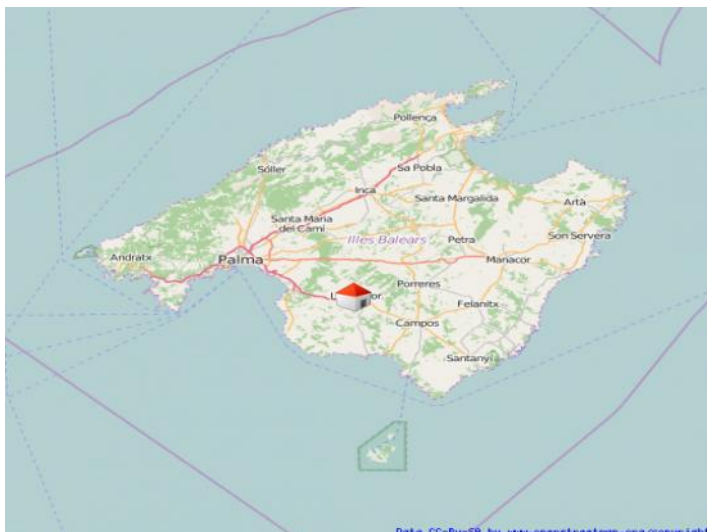 Pollença
Sa Pobla
Sóller
Inca
Santa Margalida
Artà
Santa Maria
del Camí
Illes Balears
Petra
Son Servera
Andratx
Palma
Manacor
Porreres
Felanitx
Campos
Santanyí